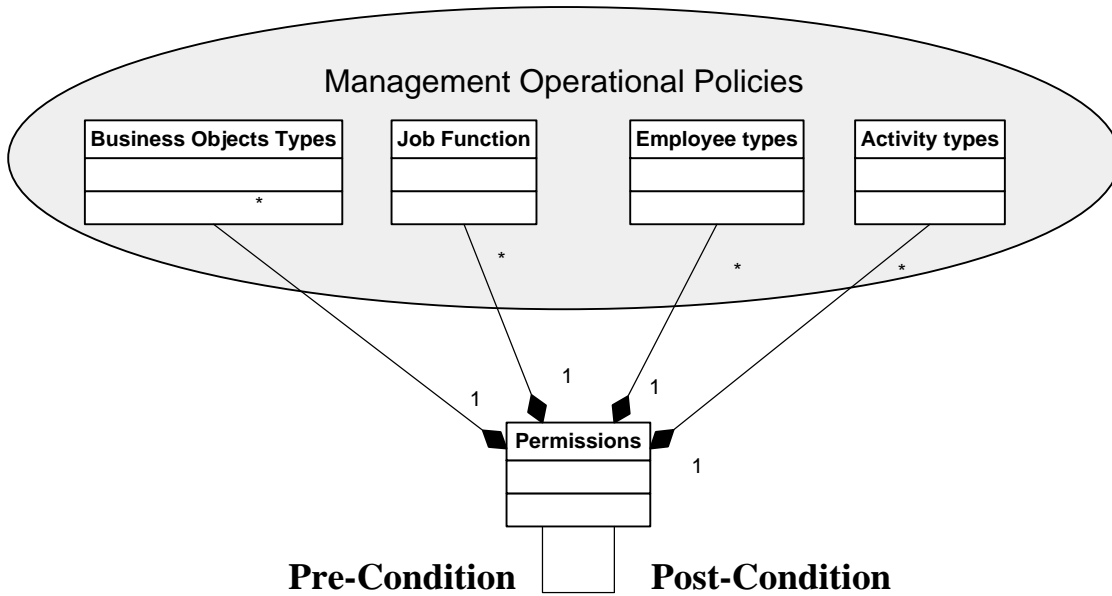 Management Operational Policies
Business Objects Types
Job Function
Employee types
Activity types
*
*
*
*
1
1
1
1
Permissions
Pre-Condition
Post-Condition